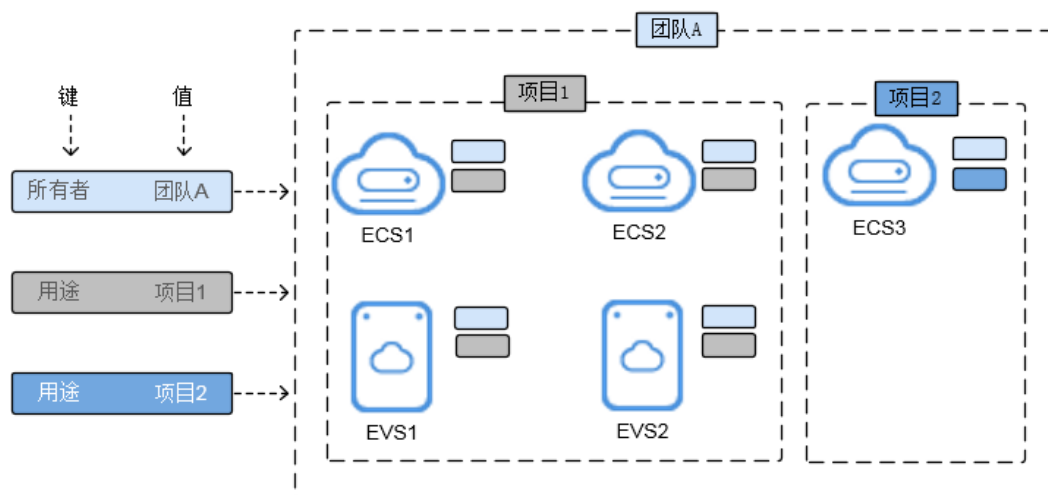 团队A
项目1
项目2
键 值
所有者 团队A
ECS1
ECS2
ECS3
用途 项目1
用途 项目2
EVS1
EVS2